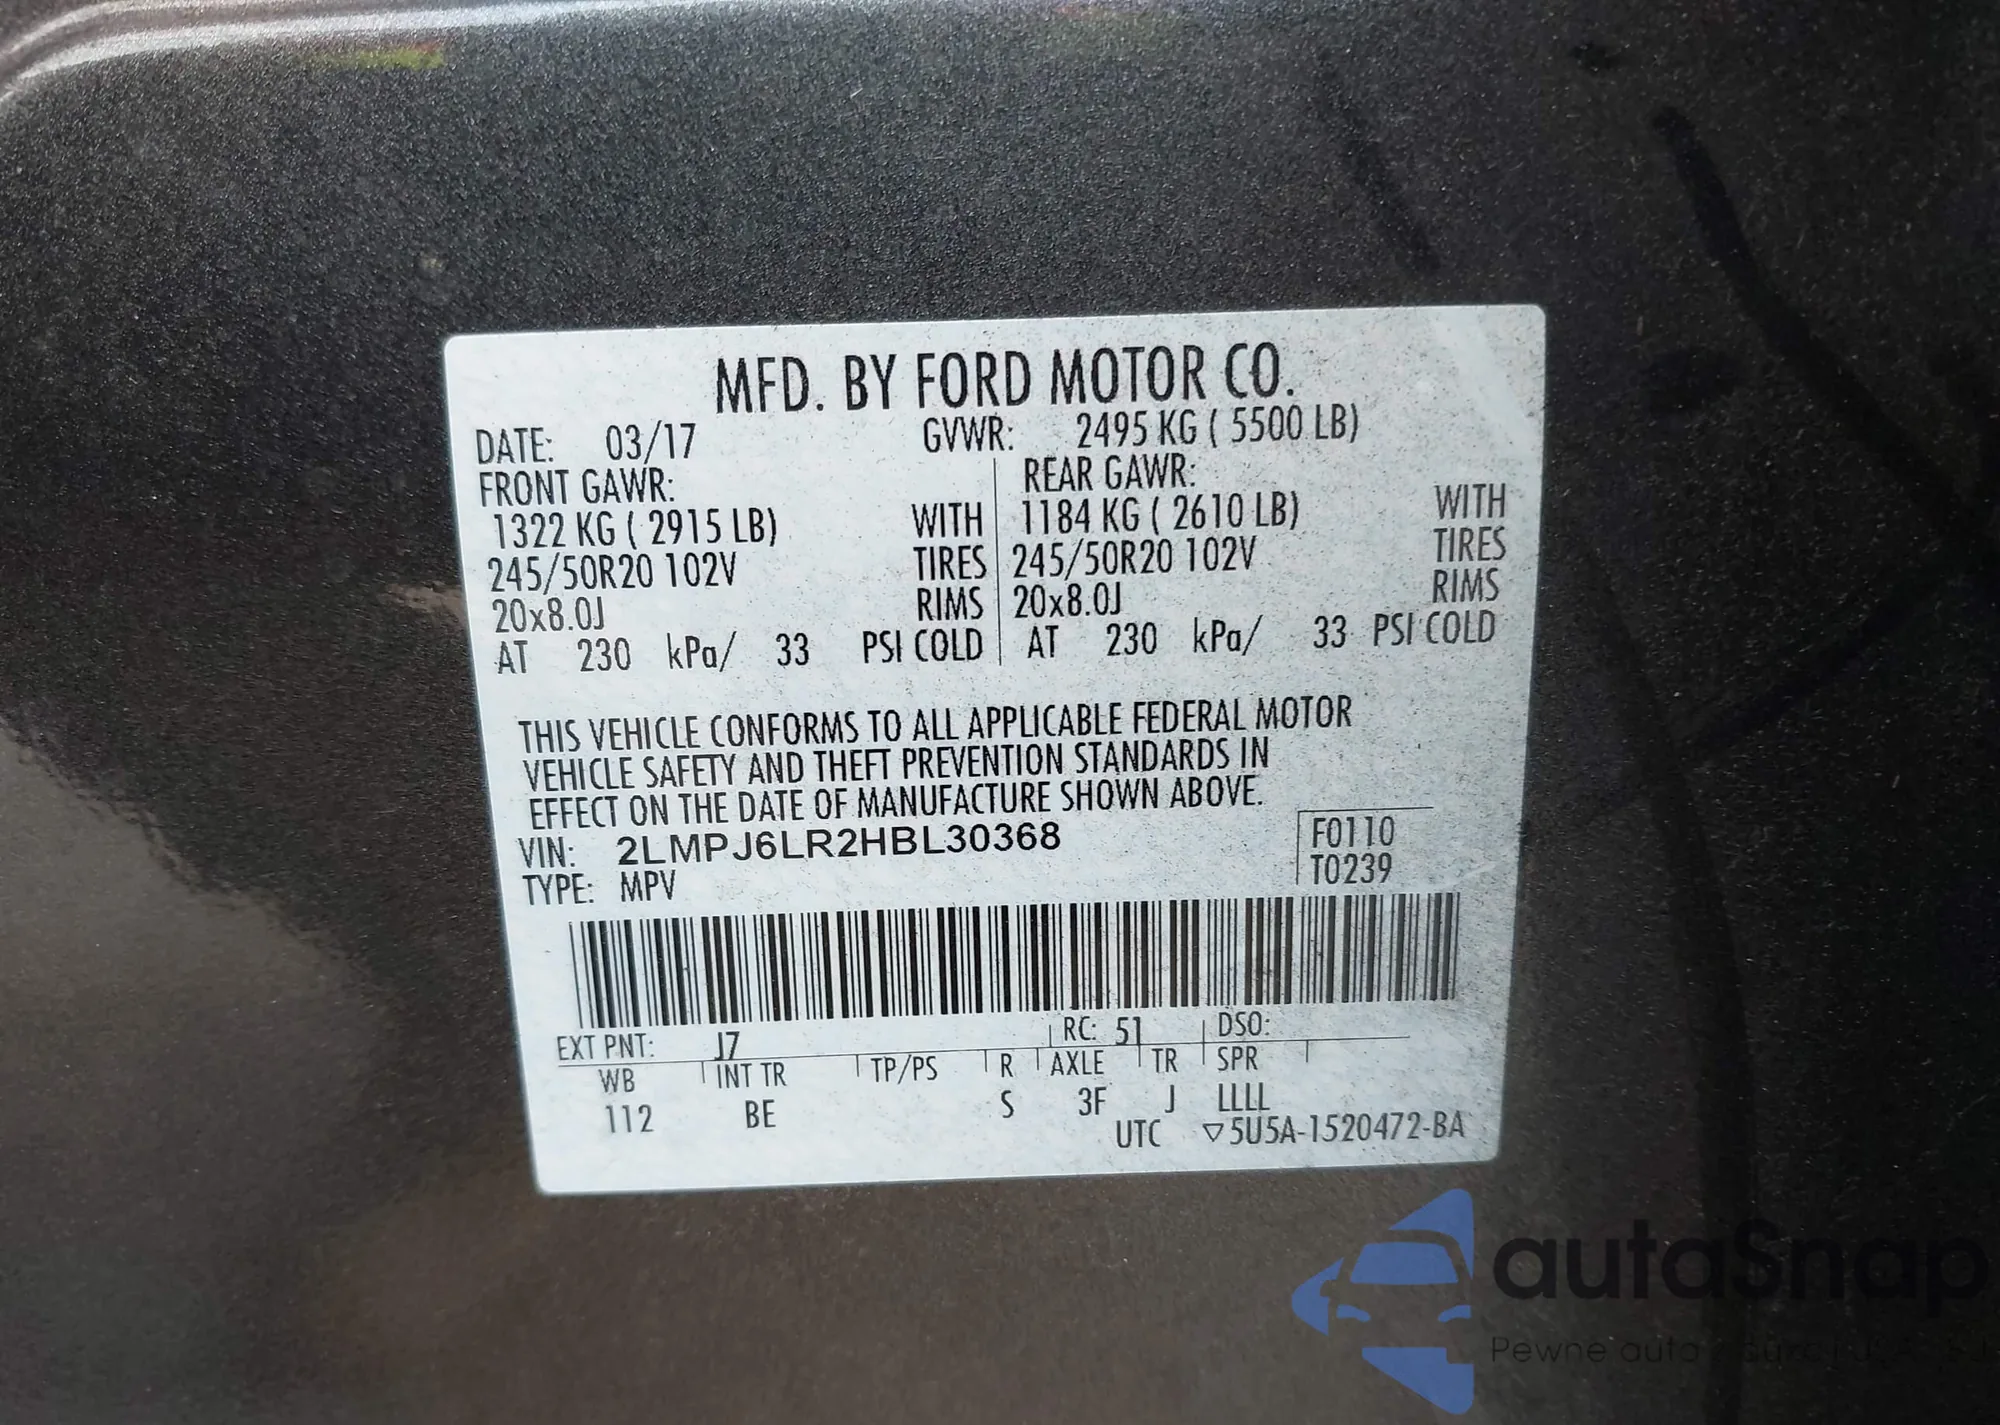 MFD. BY FORD MOTOR CO.
DATE: 03/17 GVWR: 2495 KG ( 5500 LB)
FRONT GAWR: REAR GAWR:
1322 KG ( 2915 LB) WITH 1184 KG ( 2610 LB) WITH
245/50R20 102V TIRES 245/50R20 102V TIRES
20x8.0J RIMS 20x8.0J RIMS
AT 230 kPa/ 33 PSI COLD AT 230 kPa/ 33 PSI COLD
THIS VEHICLE CONFORMS TO ALL APPLICABLE FEDERAL MOTOR
VEHICLE SAFETY AND THEFT PREVENTION STANDARDS IN
EFFECT ON THE DATE OF MANUFACTURE SHOWN ABOVE.
VIN: 2LMPJ6LR2HBL30368 F0110
TYPE: MPV T0239
EXT PNT: J7 RC: 51 DSO:
WB INT TR TP/PS R AXLE TR SPR
112 BE S 3F J LLLL
UTC ▽5U5A-1520472-BA
autaSnap
Pewne auta